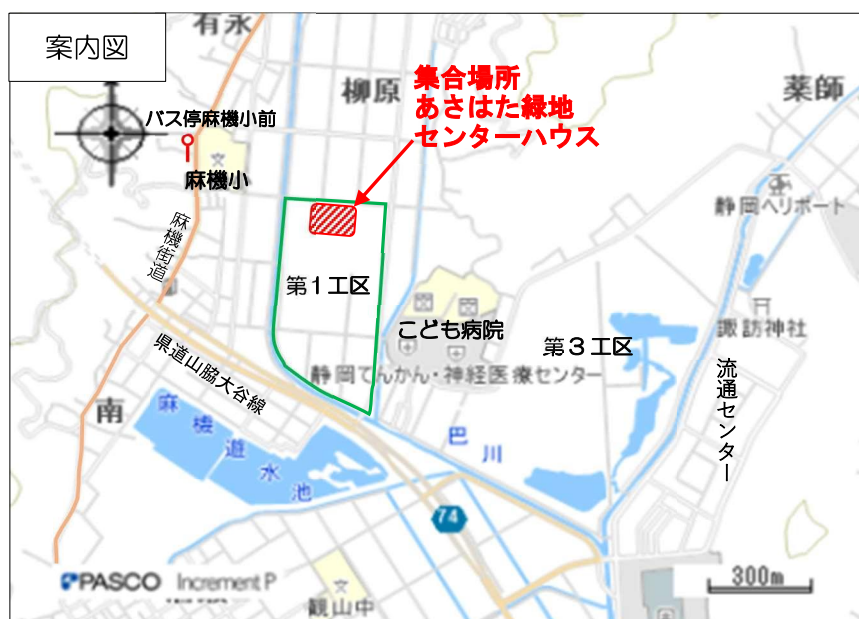 案内図
有永
柳原
集合場所
あさはた緑地
センターハウス
薬師
バス停麻機小前
麻機小
麻機街道
静岡ヘリポート
第1工区
こども病院
第3工区
諏訪神社
静岡てんかん・神経医療センター
県道山脇大谷線
流通センター
南
麻機遊水池
巴川
74
PASCO Increment P
300m
観山中